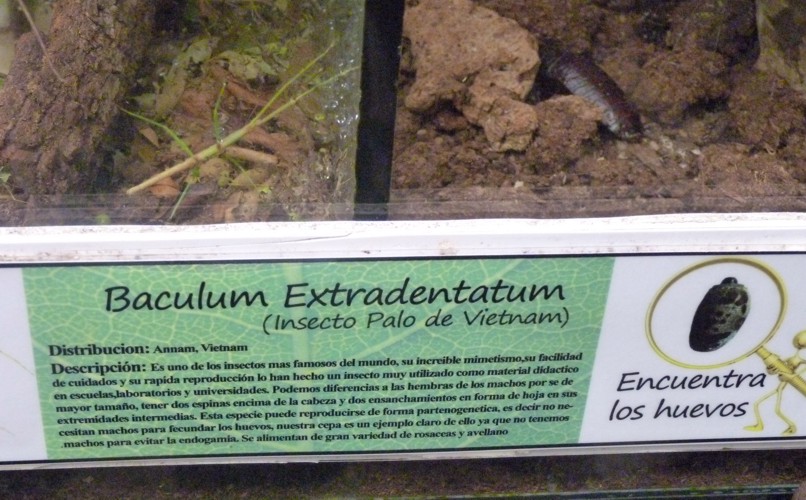 Baculum Extradentatum
(Insecto Palo de Vietnam)
Distribucion: Annam, Vietnam
Descripción: Es uno de los insectos mas famosos del mundo, su increible mimetismo,su facilidad
de cuidados y su rapida reproducción lo han hecho un insecto muy utilizado como material didactico
en escuelas,laboratorios y universidades. Podemos diferencias a las hembras de los machos por se de
mayor tamaño, tener dos espinas encima de la cabeza y dos ensanchamientos en forma de hoja en sus
extremidades intermedias. Esta especie puede reproducirse de forma partenogenetica, es decir no ne-
cesitan machos para fecundar los huevos, nuestra cepa es un ejemplo claro de ello ya que no tenemos
.machos para evitar la endogamia. Se alimentan de gran variedad de rosaceas y avellano
Encuentra
los huevos